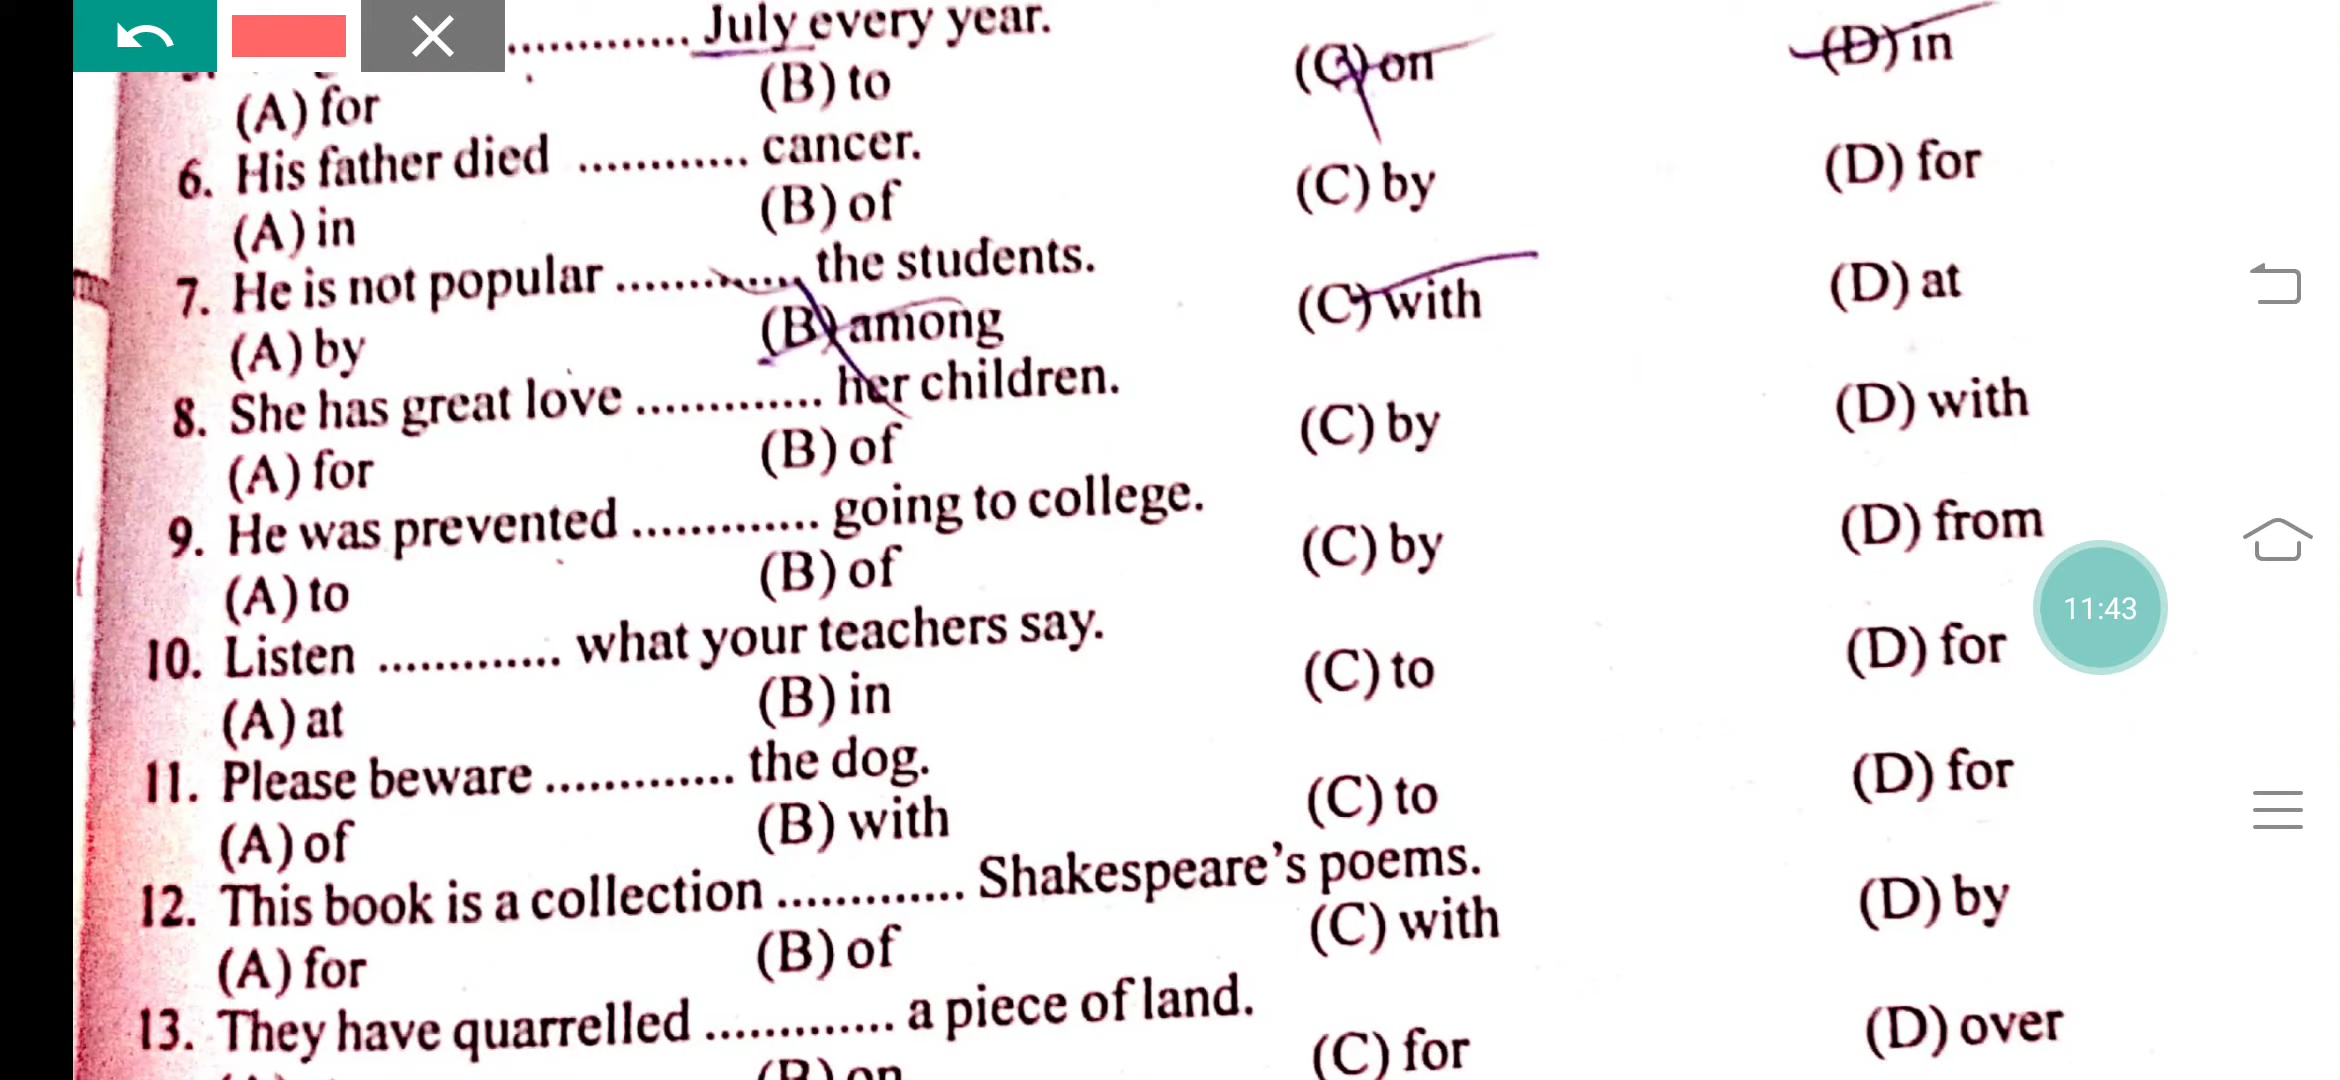 ............. July every year.
(A) for (B) to (C) on (D) in
6. His father died ............ cancer.
(A) in (B) of (C) by (D) for
7. He is not popular ............. the students.
(A) by (B) among (C) with (D) at
8. She has great love ............. her children.
(A) for (B) of (C) by (D) with
9. He was prevented ............. going to college.
(A) to (B) of (C) by (D) from
10. Listen ............. what your teachers say.
(A) at (B) in (C) to (D) for
11:43
11. Please beware ............. the dog.
(A) of (B) with (C) to (D) for
12. This book is a collection ............. Shakespeare's poems.
(A) for (B) of (C) with (D) by
13. They have quarrelled ............. a piece of land.
(B) on (C) for (D) over